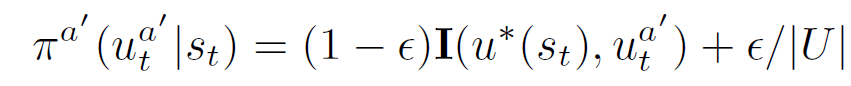 π^{a'}(u_t^{a'}|s_t) = (1 − ϵ)I(u*(s_t), u_t^{a'}) + ϵ/|U|